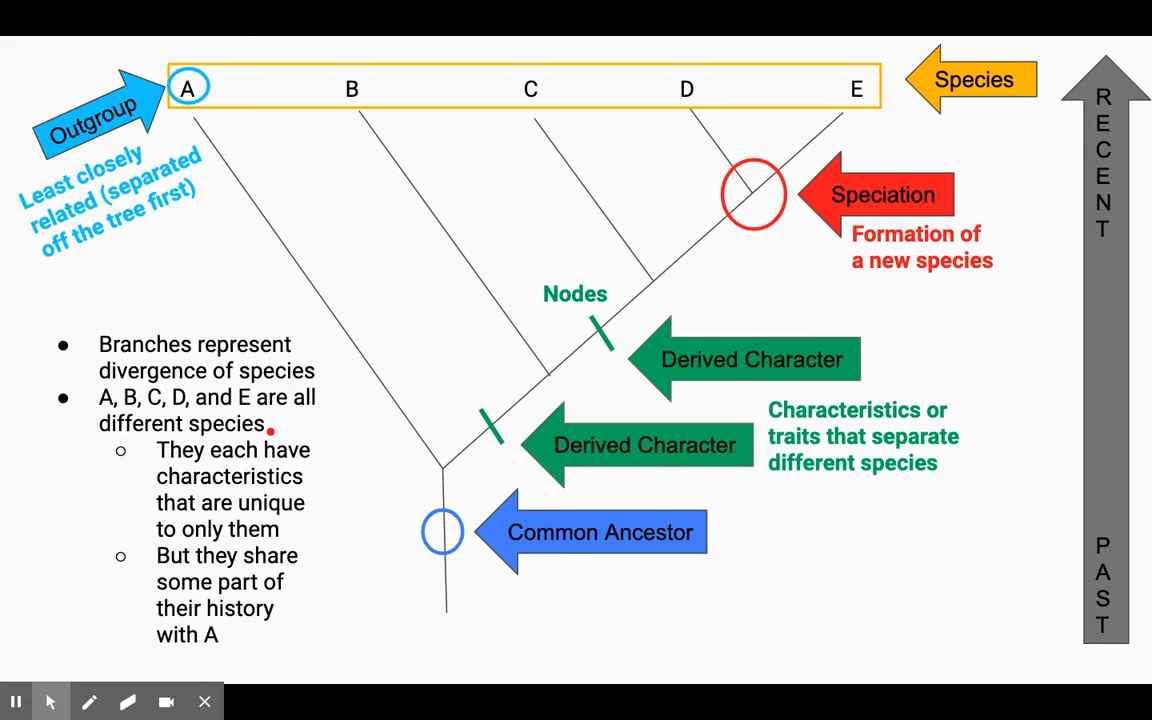 A B C D E
Species
Outgroup
Least closely
related (separated
off the tree first)
Speciation
Formation of
a new species
Nodes
Derived Character
Characteristics or
traits that separate
different species
Derived Character
Common Ancestor
● Branches represent
divergence of species
● A, B, C, D, and E are all
different species.
○ They each have
characteristics
that are unique
to only them
○ But they share
some part of
their history
with A
RECENT
PAST